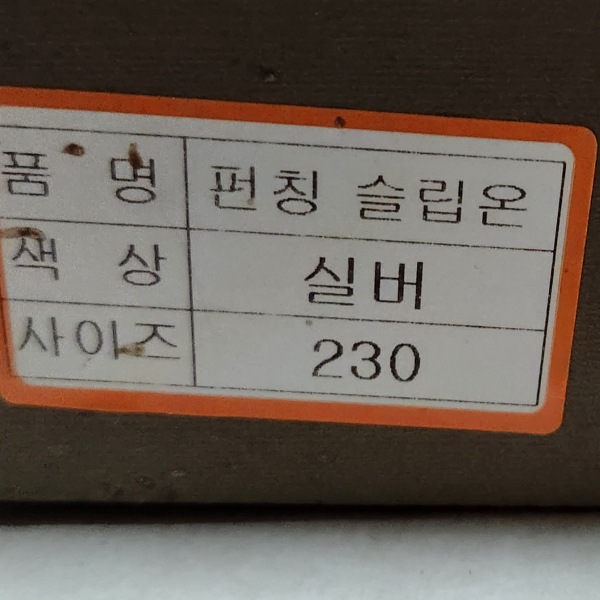 품 명 펀칭 슬립온
색 상 실버
사이즈 230